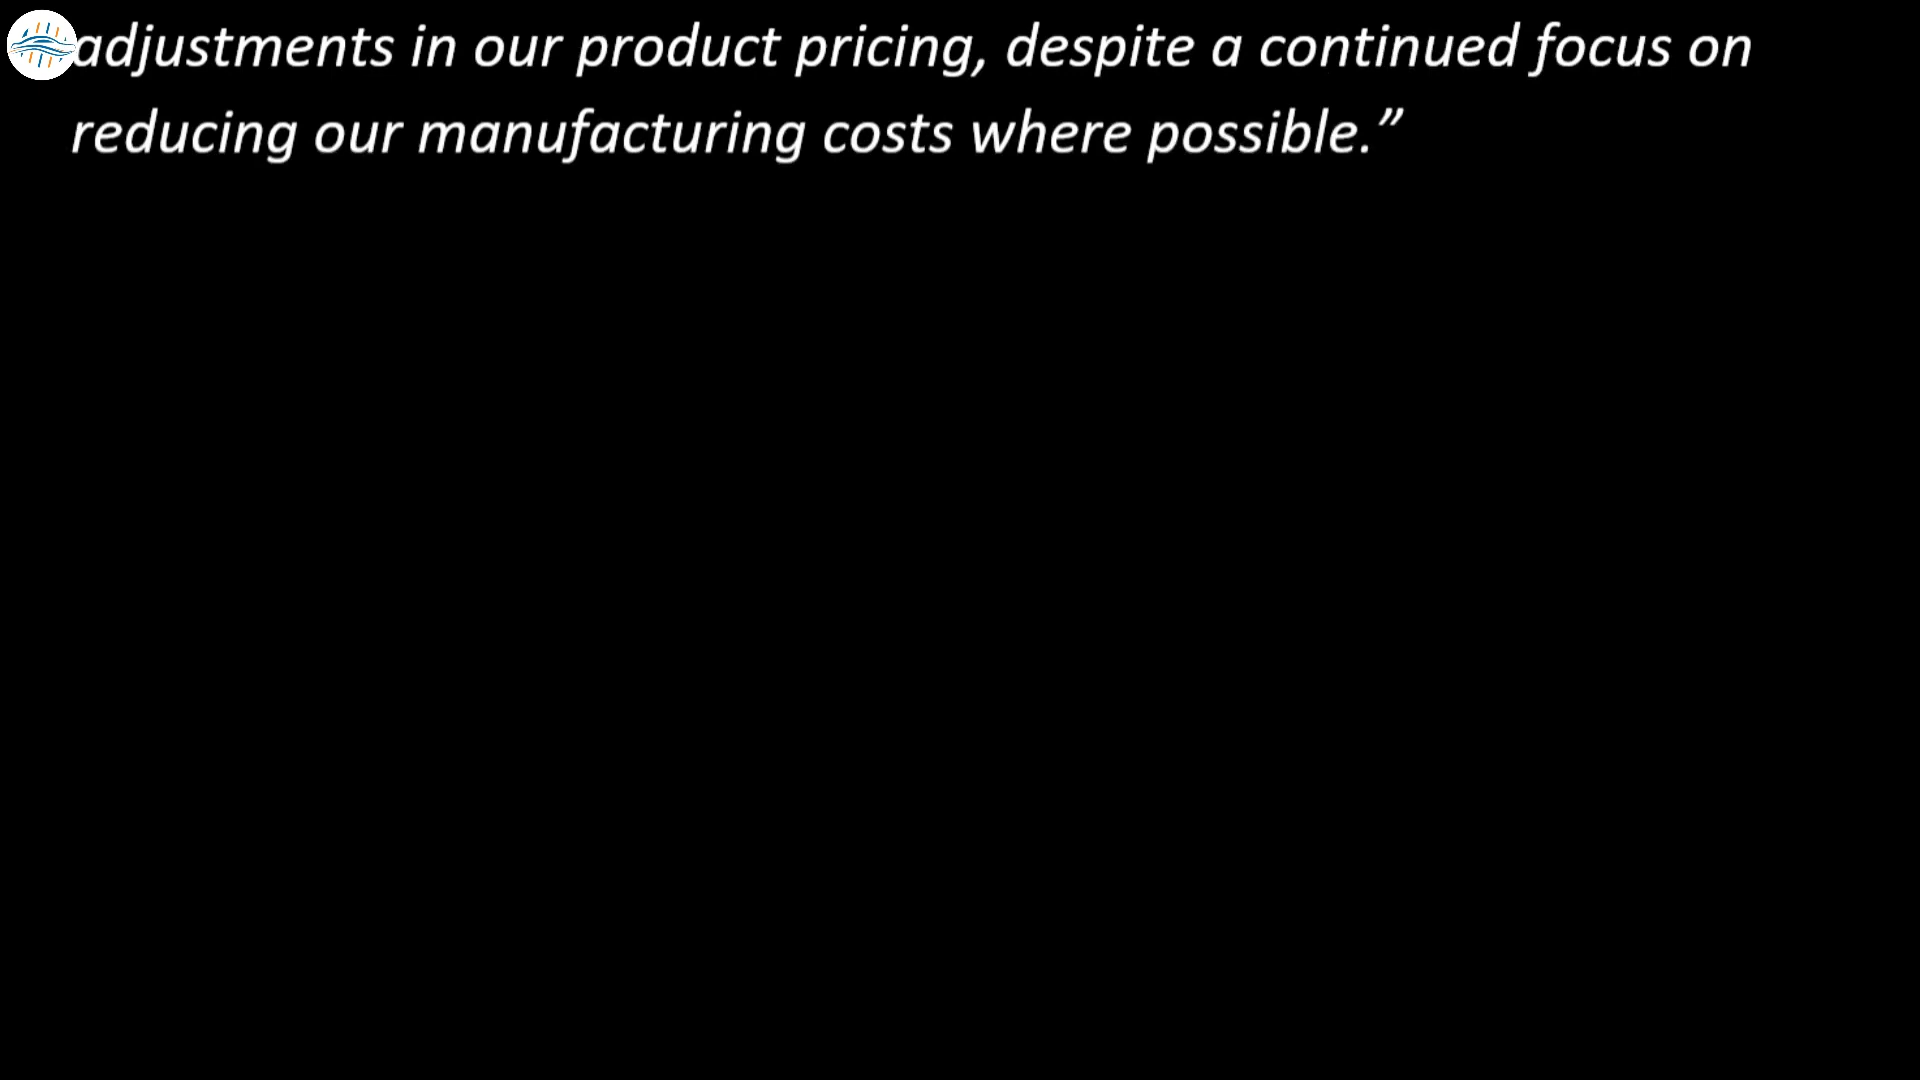 adjustments in our product pricing, despite a continued focus on
reducing our manufacturing costs where possible.”